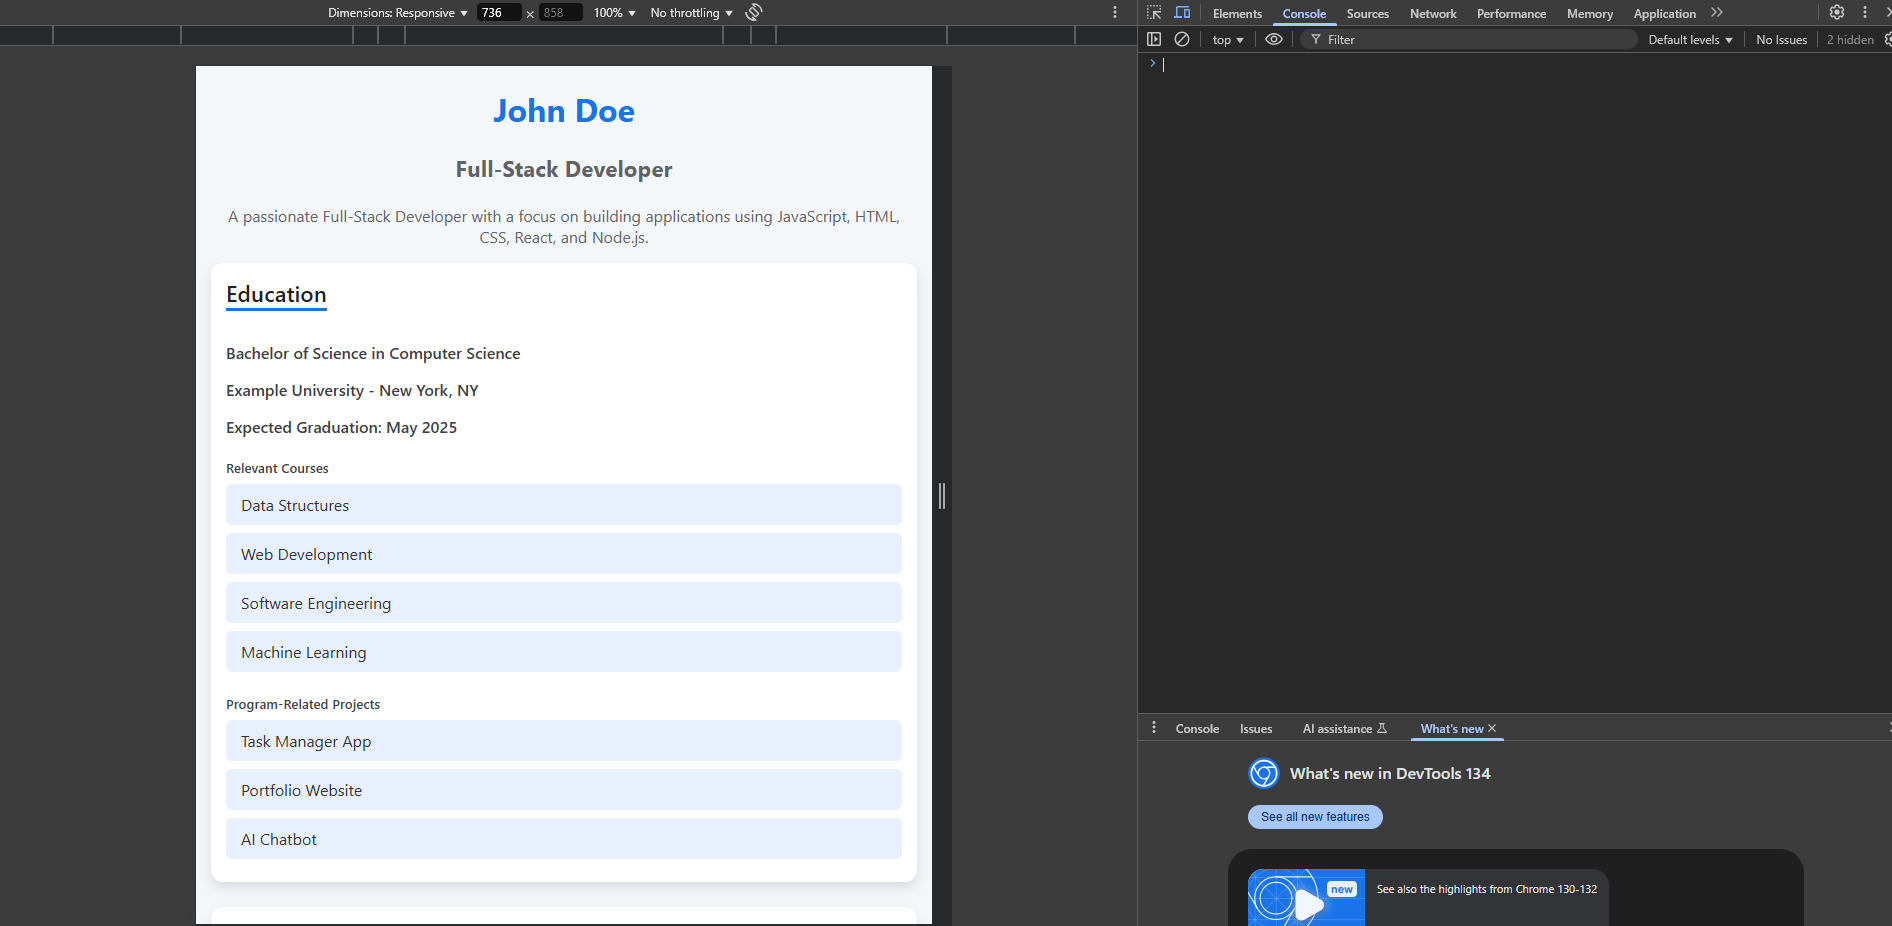 Dimensions: Responsive 736 × 858 100% No throttling
Elements Console Sources Network Performance Memory Application
top Filter Default levels No Issues 2 hidden
John Doe
Full-Stack Developer
A passionate Full-Stack Developer with a focus on building applications using JavaScript, HTML,
CSS, React, and Node.js.
Education
Bachelor of Science in Computer Science
Example University - New York, NY
Expected Graduation: May 2025
Relevant Courses
Data Structures
Web Development
Software Engineering
Machine Learning
Program-Related Projects
Task Manager App
Portfolio Website
AI Chatbot
Console Issues AI assistance What's new
What's new in DevTools 134
See all new features
new
See also the highlights from Chrome 130-132